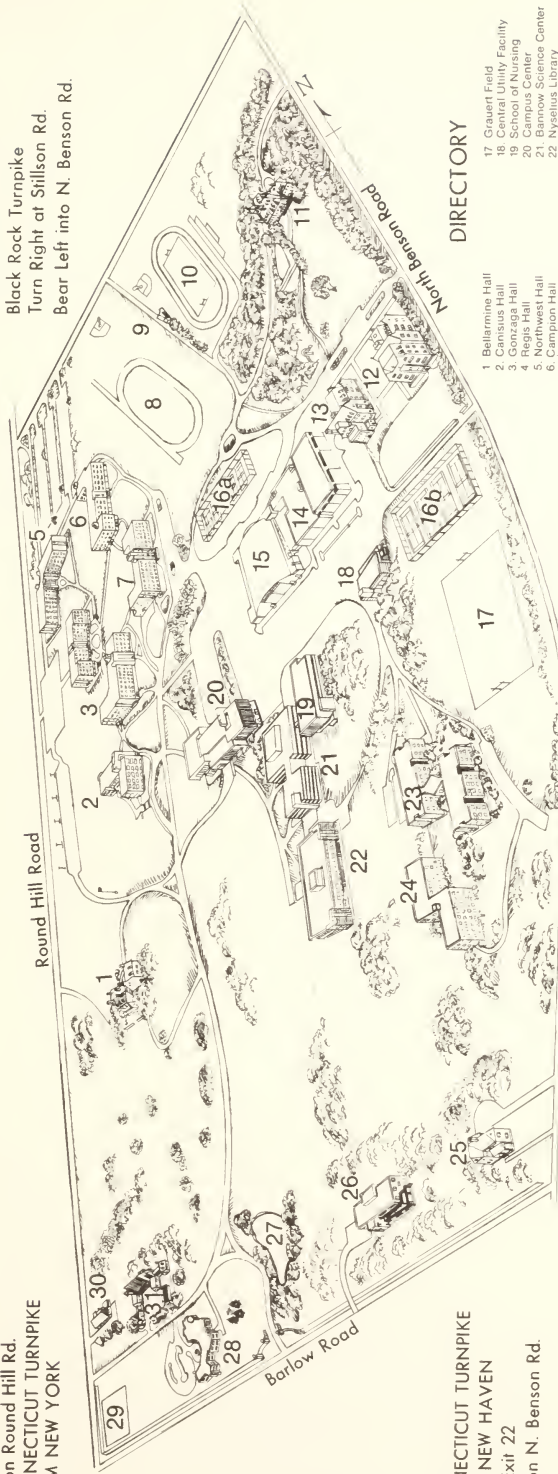 on Round Hill Rd.
NECTICUT TURNPIKE
M NEW YORK
Black Rock Turnpike
Turn Right at Stillson Rd.
Bear Left into N. Benson Rd.
Round Hill Road
5
6
9
10
8
7
3
2
16a
11
N
1
20
15
14
13
12
North Benson Road
30
31
19
18
16b
21
22
17
29
28
27
23
24
26
25
Barlow Road
NECTICUT TURNPIKE
NEW HAVEN
xit 22
on N. Benson Rd.
DIRECTORY
1 Bellarmine Hall
2. Canisius Hall
3. Gonzaga Hall
4 Regis Hall
5. Northwest Hall
6. Campion Hall
17 Grauert Field
18. Central Utility Facility
19 School of Nursing
20 Campus Center
21. Bannow Science Center
22 Nyselius Library